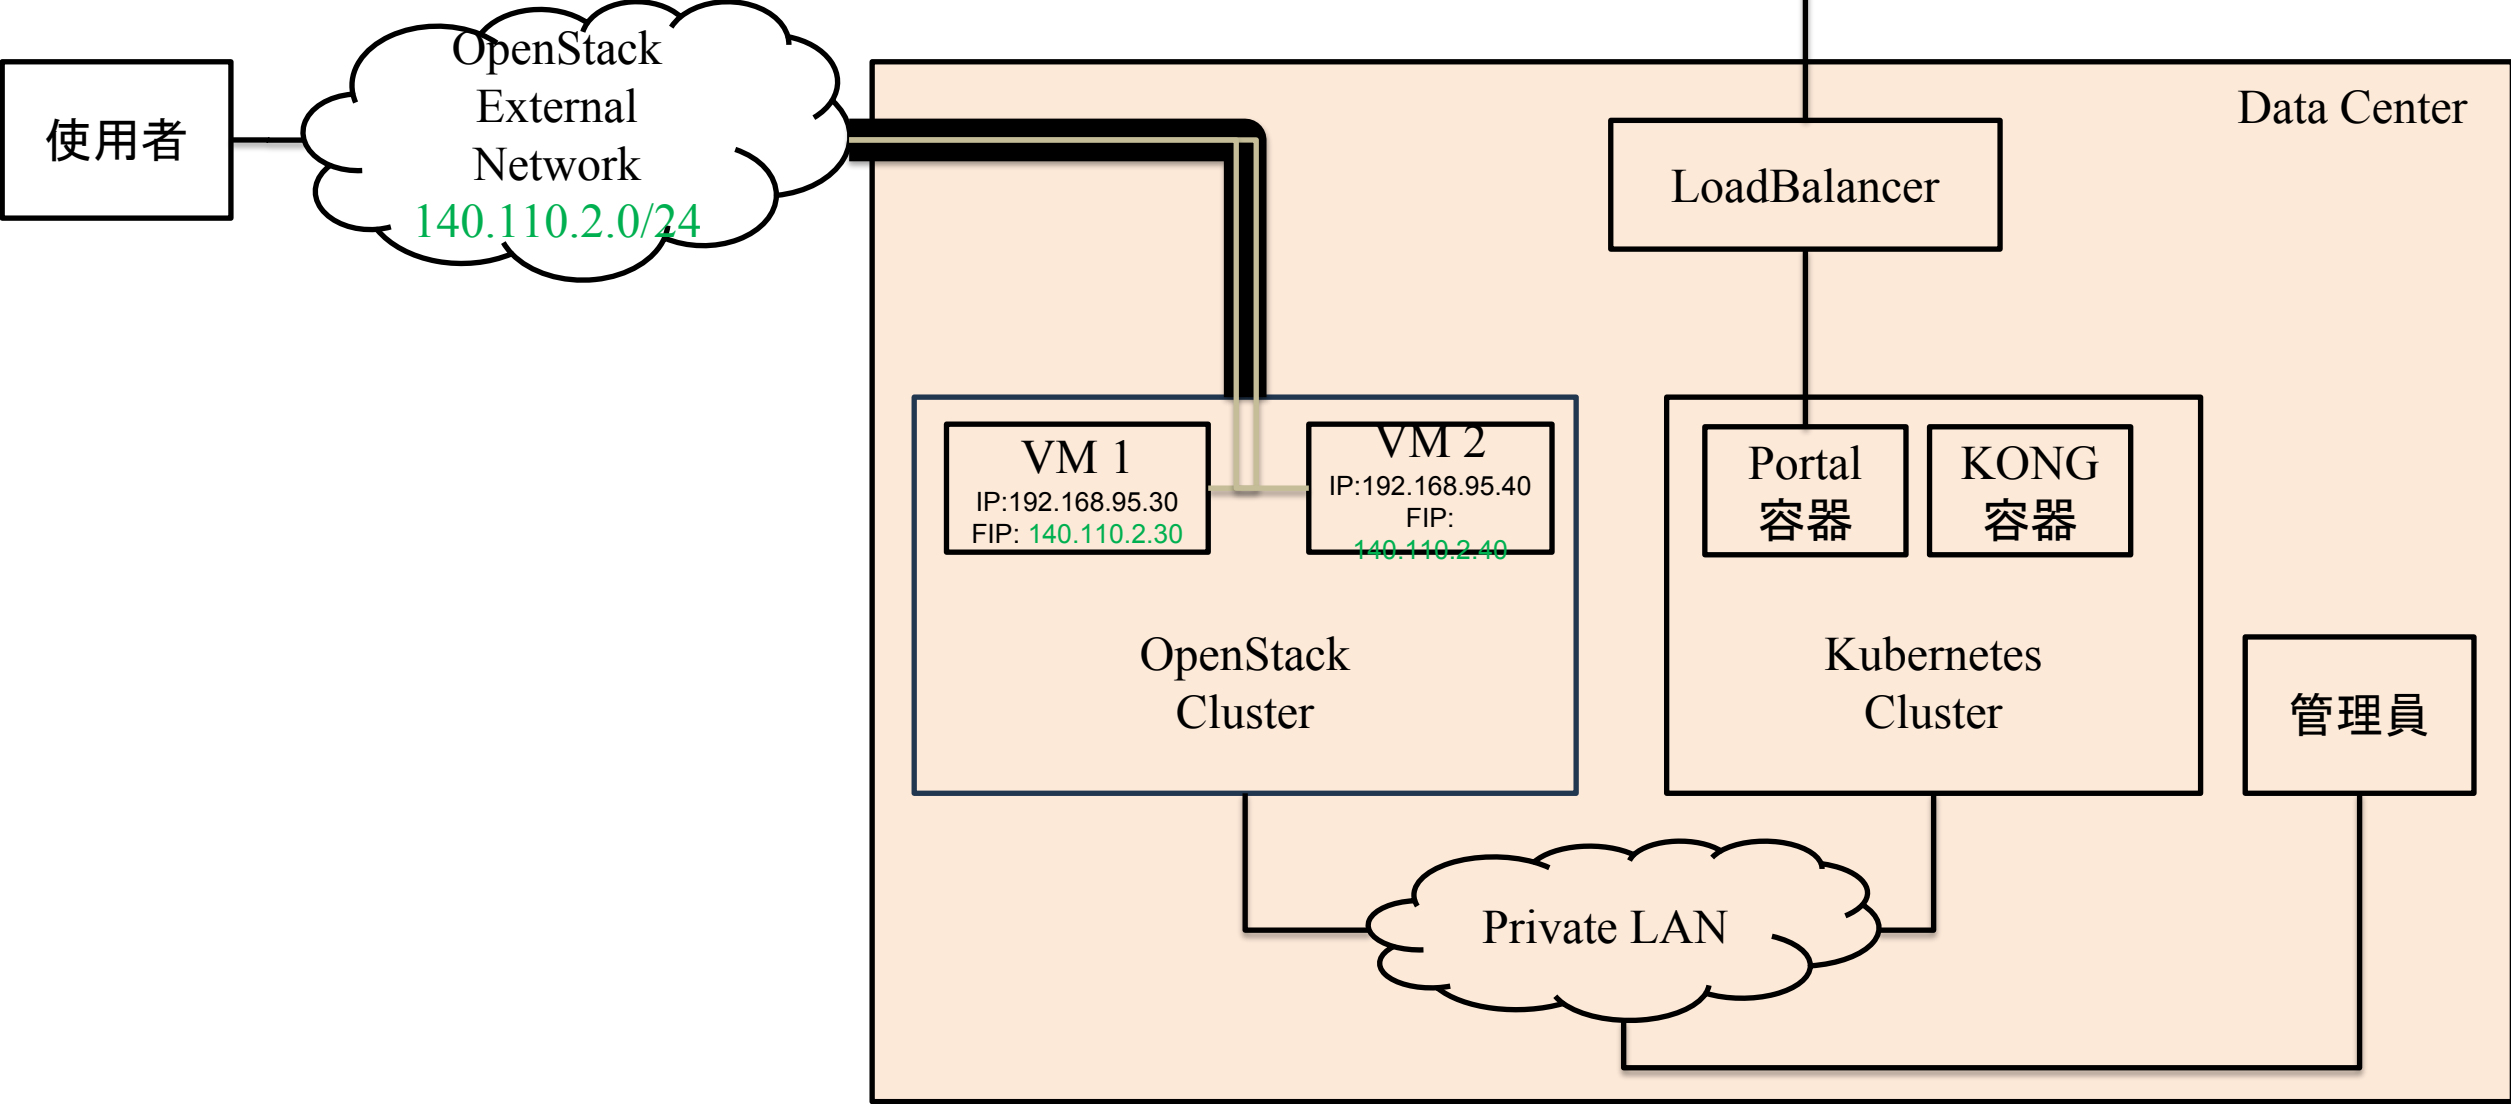 使用者
OpenStack
External
Network
140.110.2.0/24
Data Center
LoadBalancer
VM 1
IP:192.168.95.30
FIP: 140.110.2.30
VM 2
IP:192.168.95.40
FIP:
140.110.2.40
Portal
容器
KONG
容器
OpenStack
Cluster
Kubernetes
Cluster
管理員
Private LAN